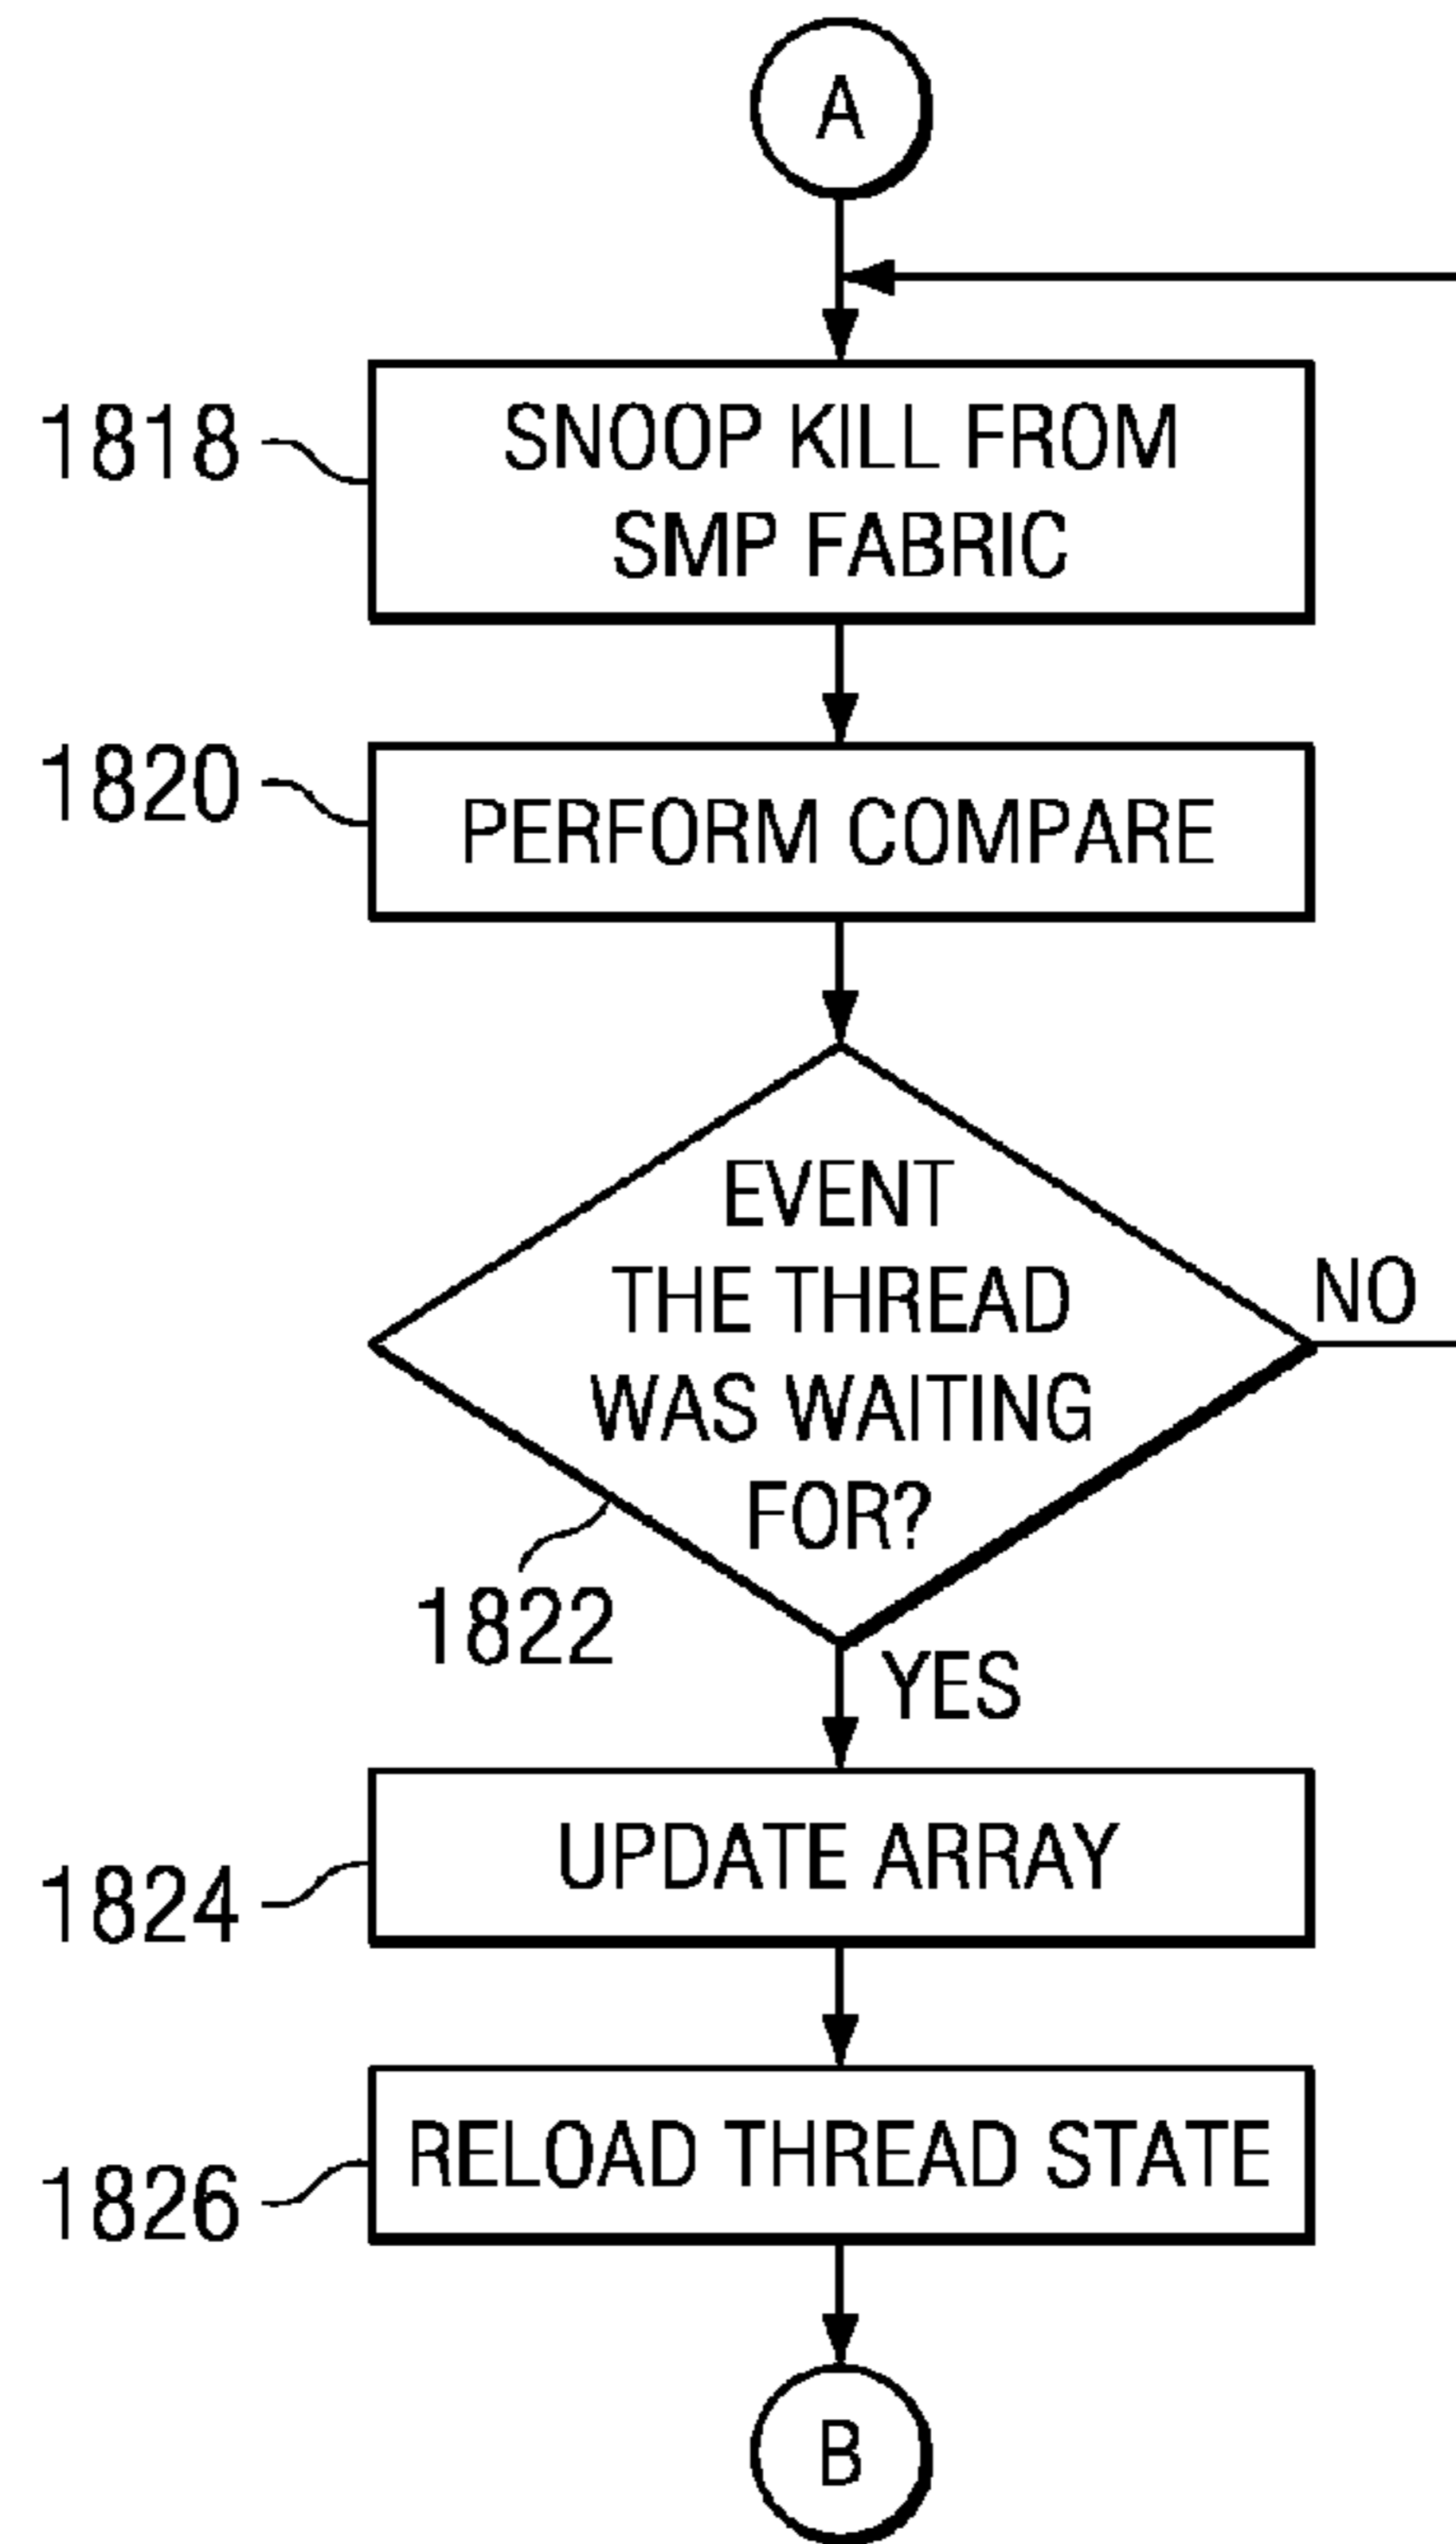 A
1818
SNOOP KILL FROM
SMP FABRIC
1820
PERFORM COMPARE
EVENT
THE THREAD
WAS WAITING
FOR?
NO
1822
YES
1824
UPDATE ARRAY
1826
RELOAD THREAD STATE
B